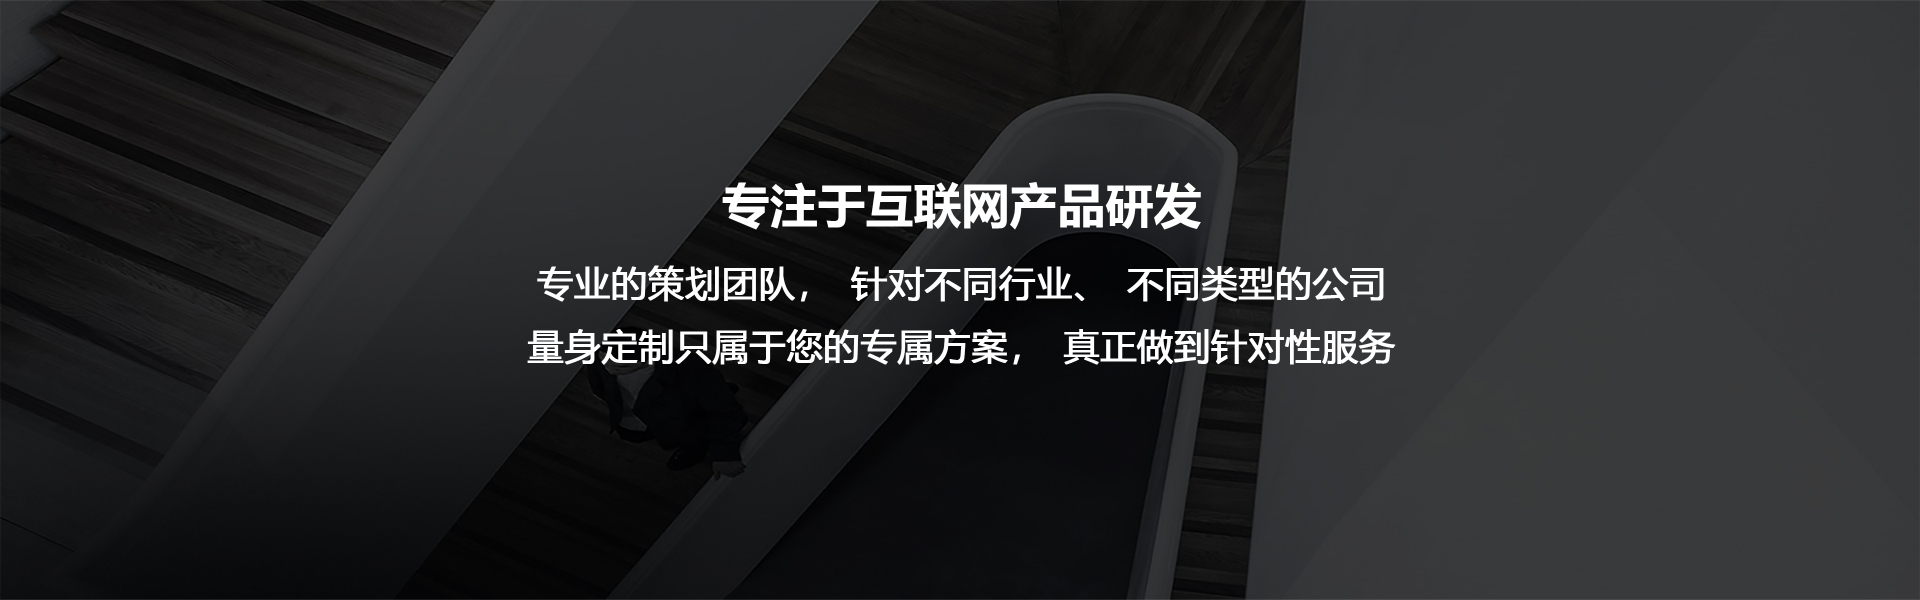 专注于互联网产品研发
专业的策划团队， 针对不同行业、 不同类型的公司
量身定制只属于您的专属方案， 真正做到针对性服务